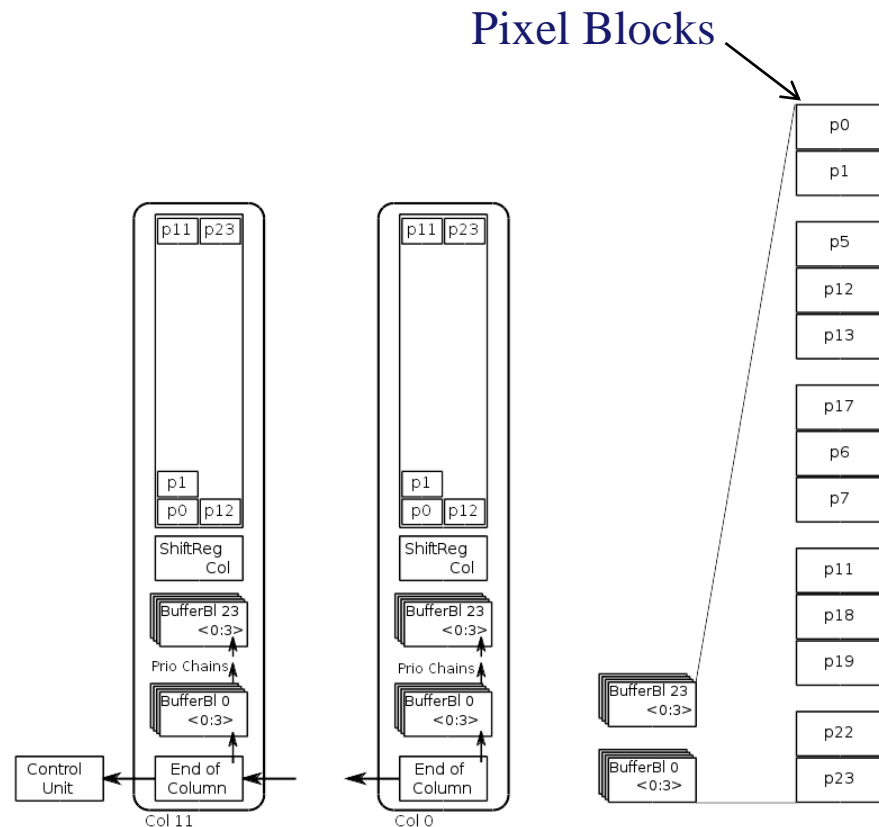 Pixel Blocks
p11 p23
p1
p0 p12
ShiftReg
Col
BufferBl 23
<0:3>
Prio Chains
BufferBl 0
<0:3>
Control
Unit
End of
Column
Col 11
p11 p23
p1
p0 p12
ShiftReg
Col
BufferBl 23
<0:3>
Prio Chains
BufferBl 0
<0:3>
End of
Column
Col 0
BufferBl 23
<0:3>
BufferBl 0
<0:3>
p0
p1
p5
p12
p13
p17
p6
p7
p11
p18
p19
p22
p23